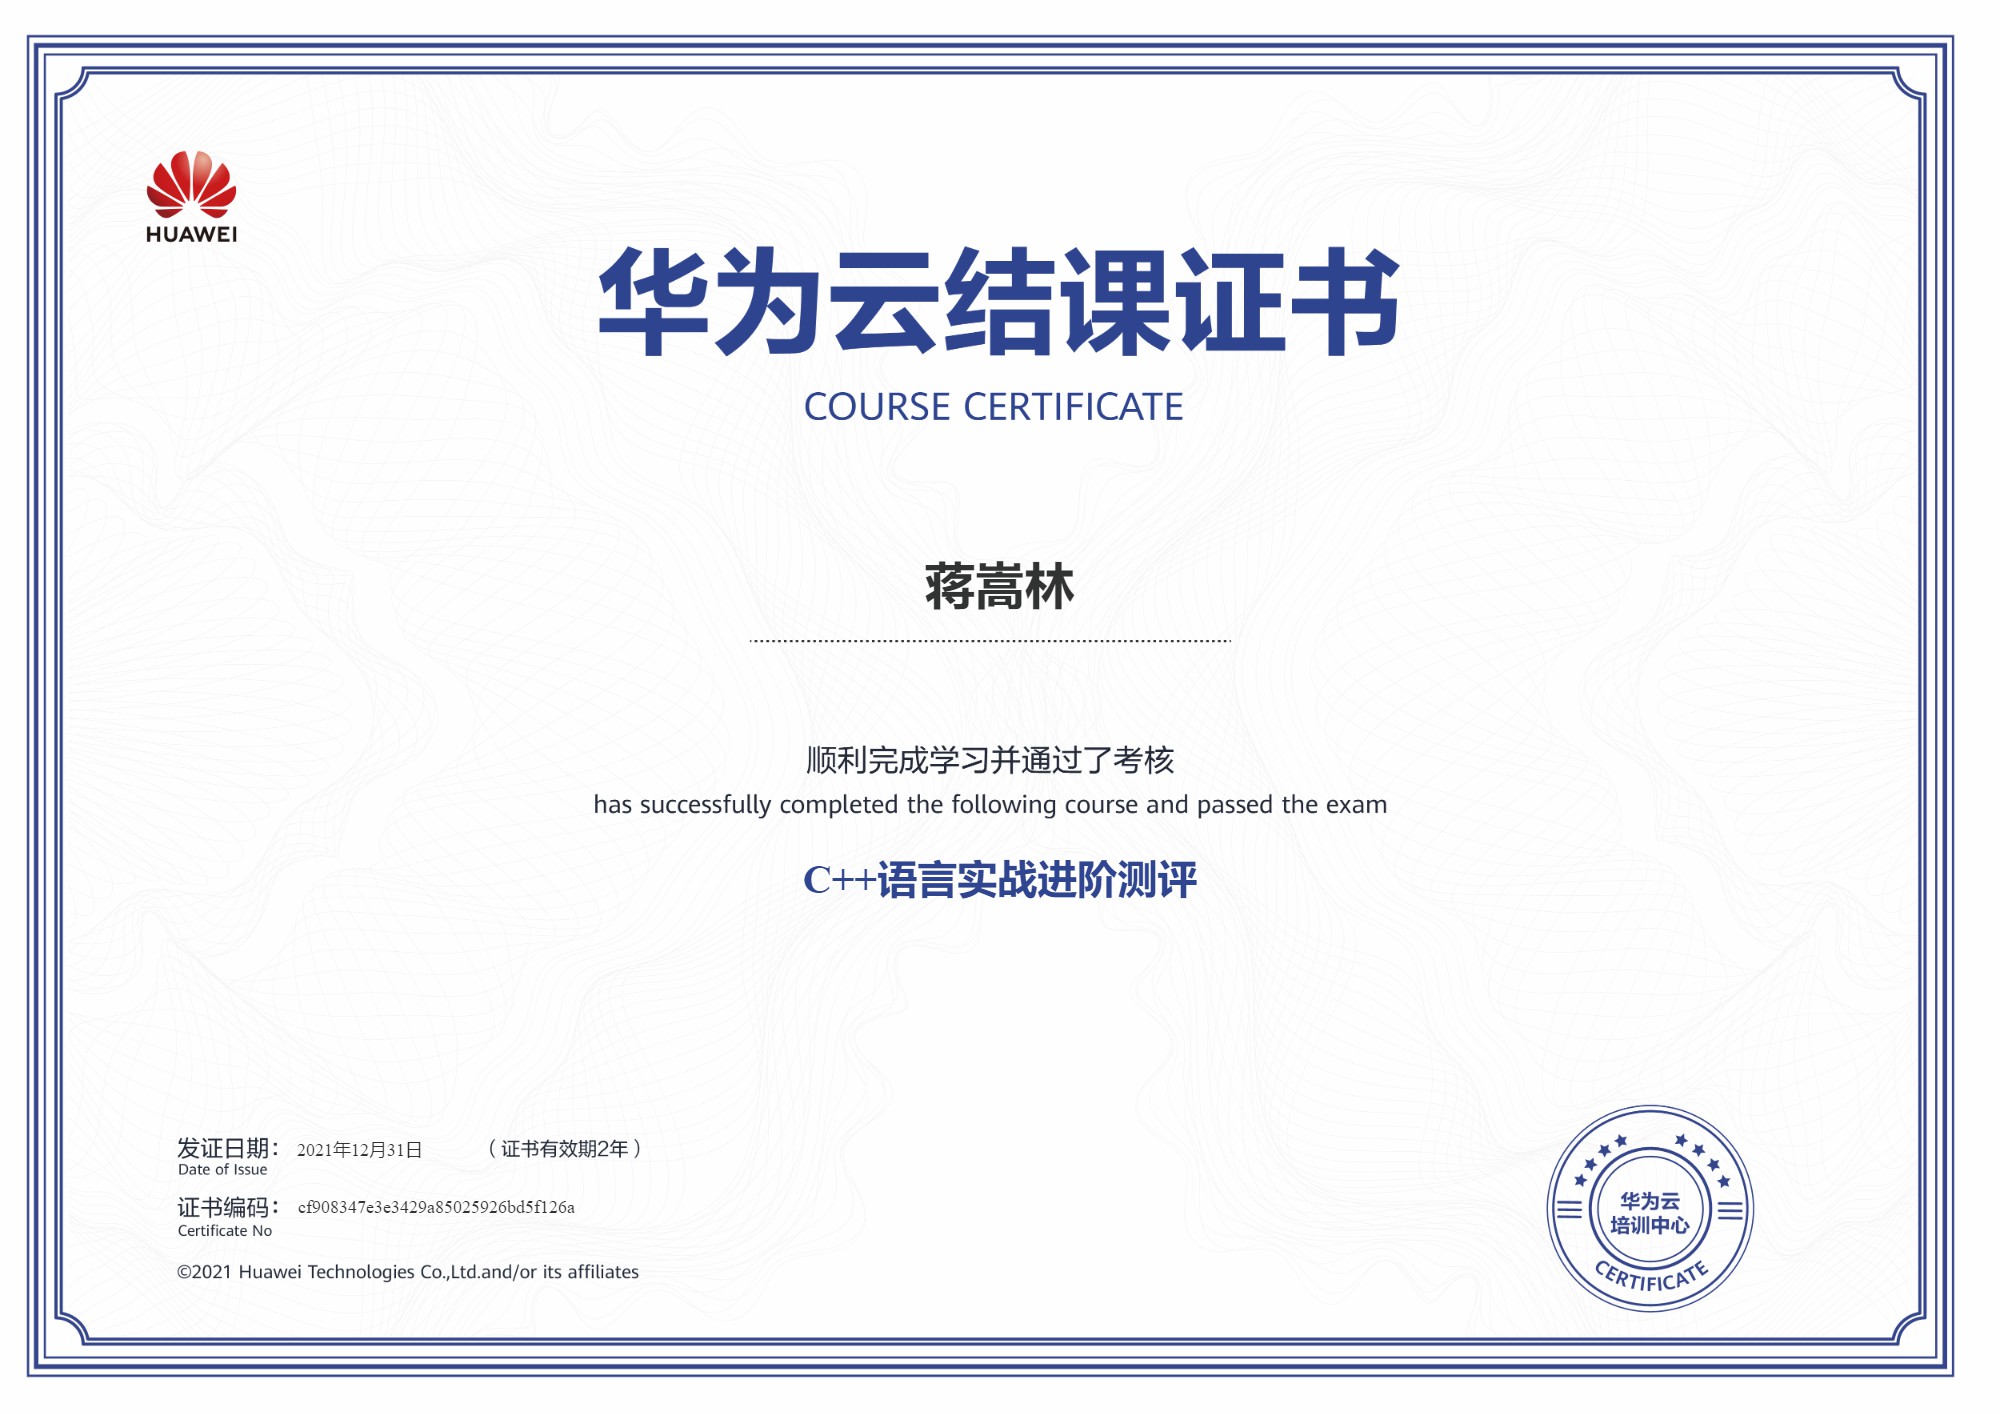 HUAWEI
华为云结课证书
COURSE CERTIFICATE
蒋嵩林
顺利完成学习并通过了考核
has successfully completed the following course and passed the exam
C++语言实战进阶测评
发证日期： 2021年12月31日 （证书有效期2年）
Date of Issue
证书编码： cf908347e3e3429a85025926bd5f126a
Certificate No
©2021 Huawei Technologies Co.,Ltd.and/or its affiliates
华为云
培训中心
CERTIFICATE